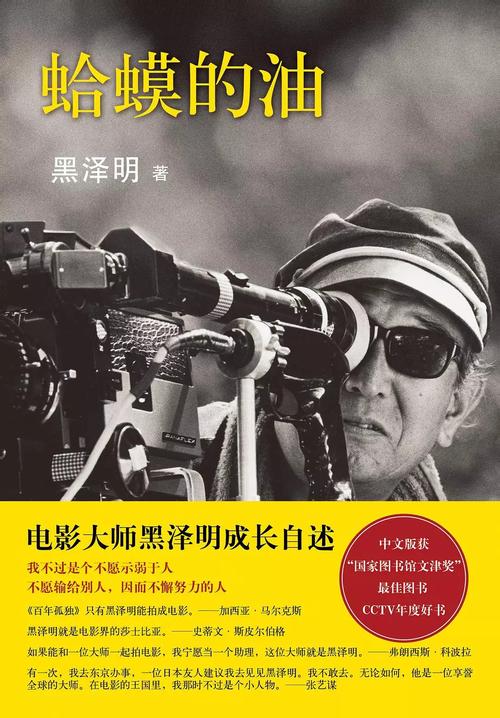 蛤蟆的油
黑泽明 著
PANAFLEX
电影大师黑泽明成长自述
我不过是个不愿示弱于人
不愿输给别人，因而不懈努力的人
《百年孤独》只有黑泽明能拍成电影。——加西亚·马尔克斯
黑泽明就是电影界的莎士比亚。——史蒂文·斯皮尔伯格
如果能和一位大师一起拍电影，我宁愿当一个助理，这位大师就是黑泽明。——弗朗西斯·科波拉
有一次，我去东京办事，一位日本友人建议我去见见黑泽明。我不敢去。无论如何，他是一位享誉
全球的大师。在电影的王国里，我那时不过是个小人物。——张艺谋
中文版获
“国家图书馆文津奖”
最佳图书
CCTV年度好书